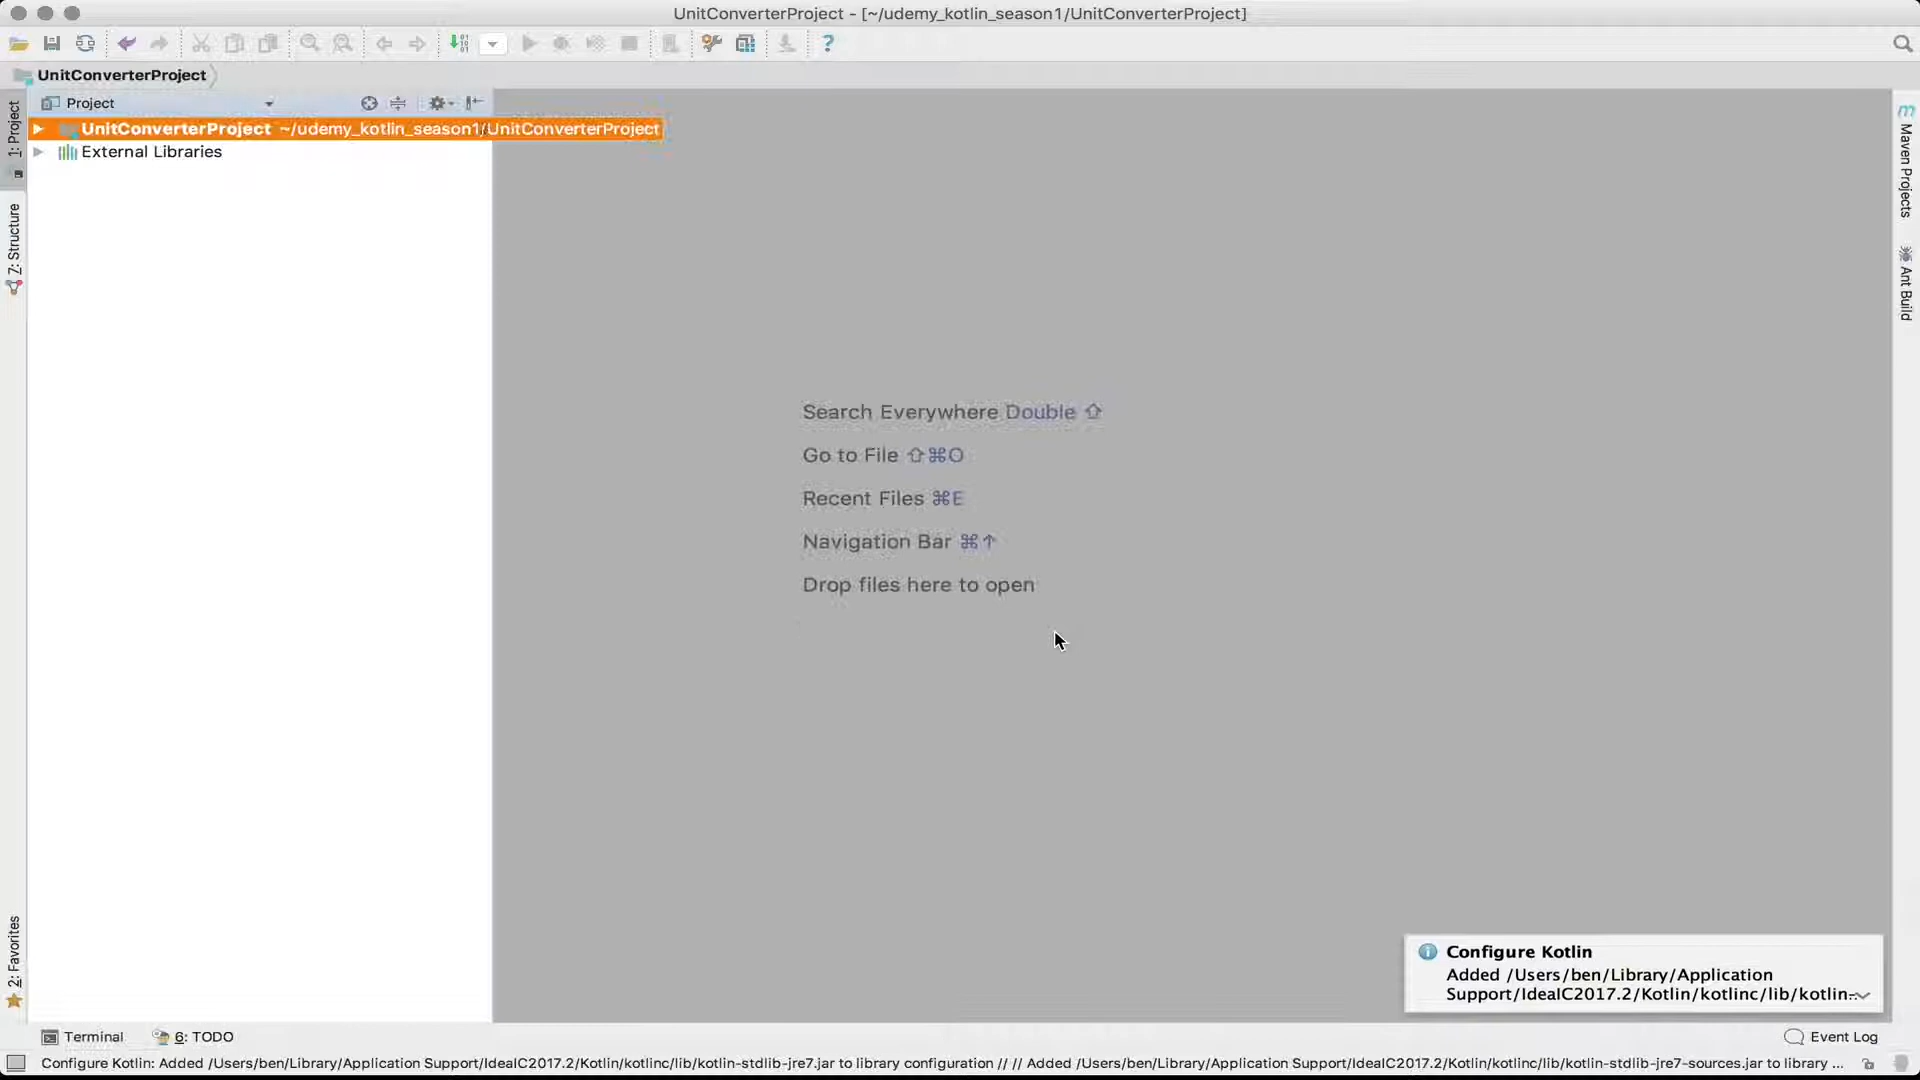 UnitConverterProject - [~/udemy_kotlin_season1/UnitConverterProject]
UnitConverterProject
Project
UnitConverterProject ~/udemy_kotlin_season1/UnitConverterProject
External Libraries
1: Project
7: Structure
2: Favorites
Maven Projects
Ant Build
Search Everywhere Double ⇧
Go to File ⇧⌘O
Recent Files ⌘E
Navigation Bar ⌘↑
Drop files here to open
Configure Kotlin
Added /Users/ben/Library/Application
Support/IdeaIC2017.2/Kotlin/kotlinc/lib/kotlin-
Terminal
6: TODO
Event Log
Configure Kotlin: Added /Users/ben/Library/Application Support/IdeaIC2017.2/Kotlin/kotlinc/lib/kotlin-stdlib-jre7.jar to library configuration // // Added /Users/ben/Library/Application Support/IdeaIC2017.2/Kotlin/kotlinc/lib/kotlin-stdlib-jre7-sources.jar to library ...